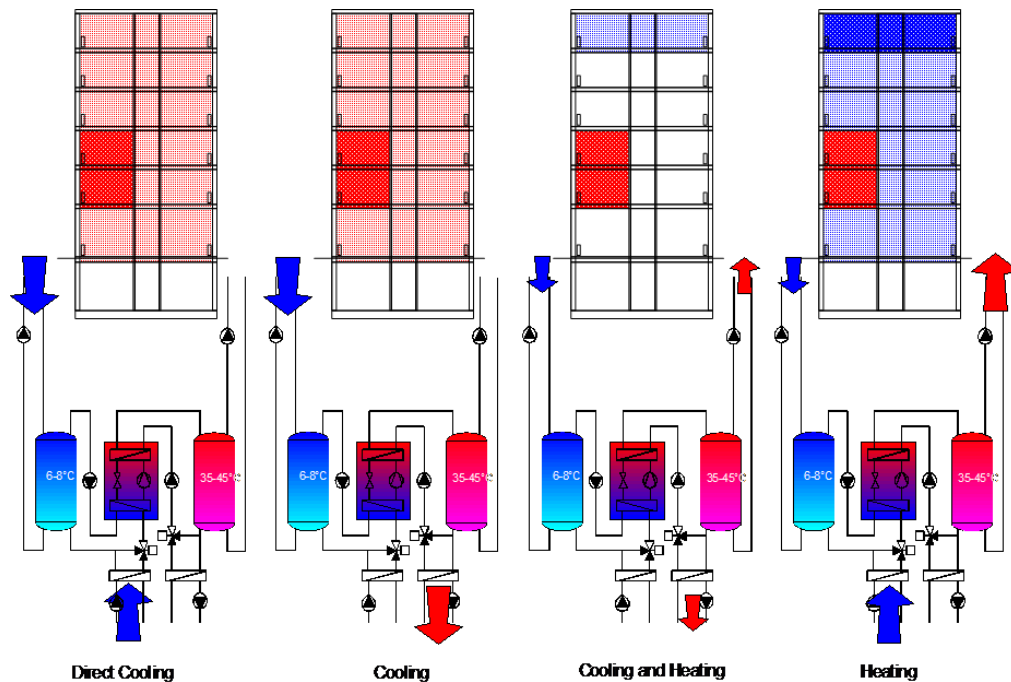 6-8°C
35-45°C
6-8°C
35-45°C
6-8°C
35-45°C
6-8°C
35-45°C
Direct Cooling
Cooling
Cooling and Heating
Heating